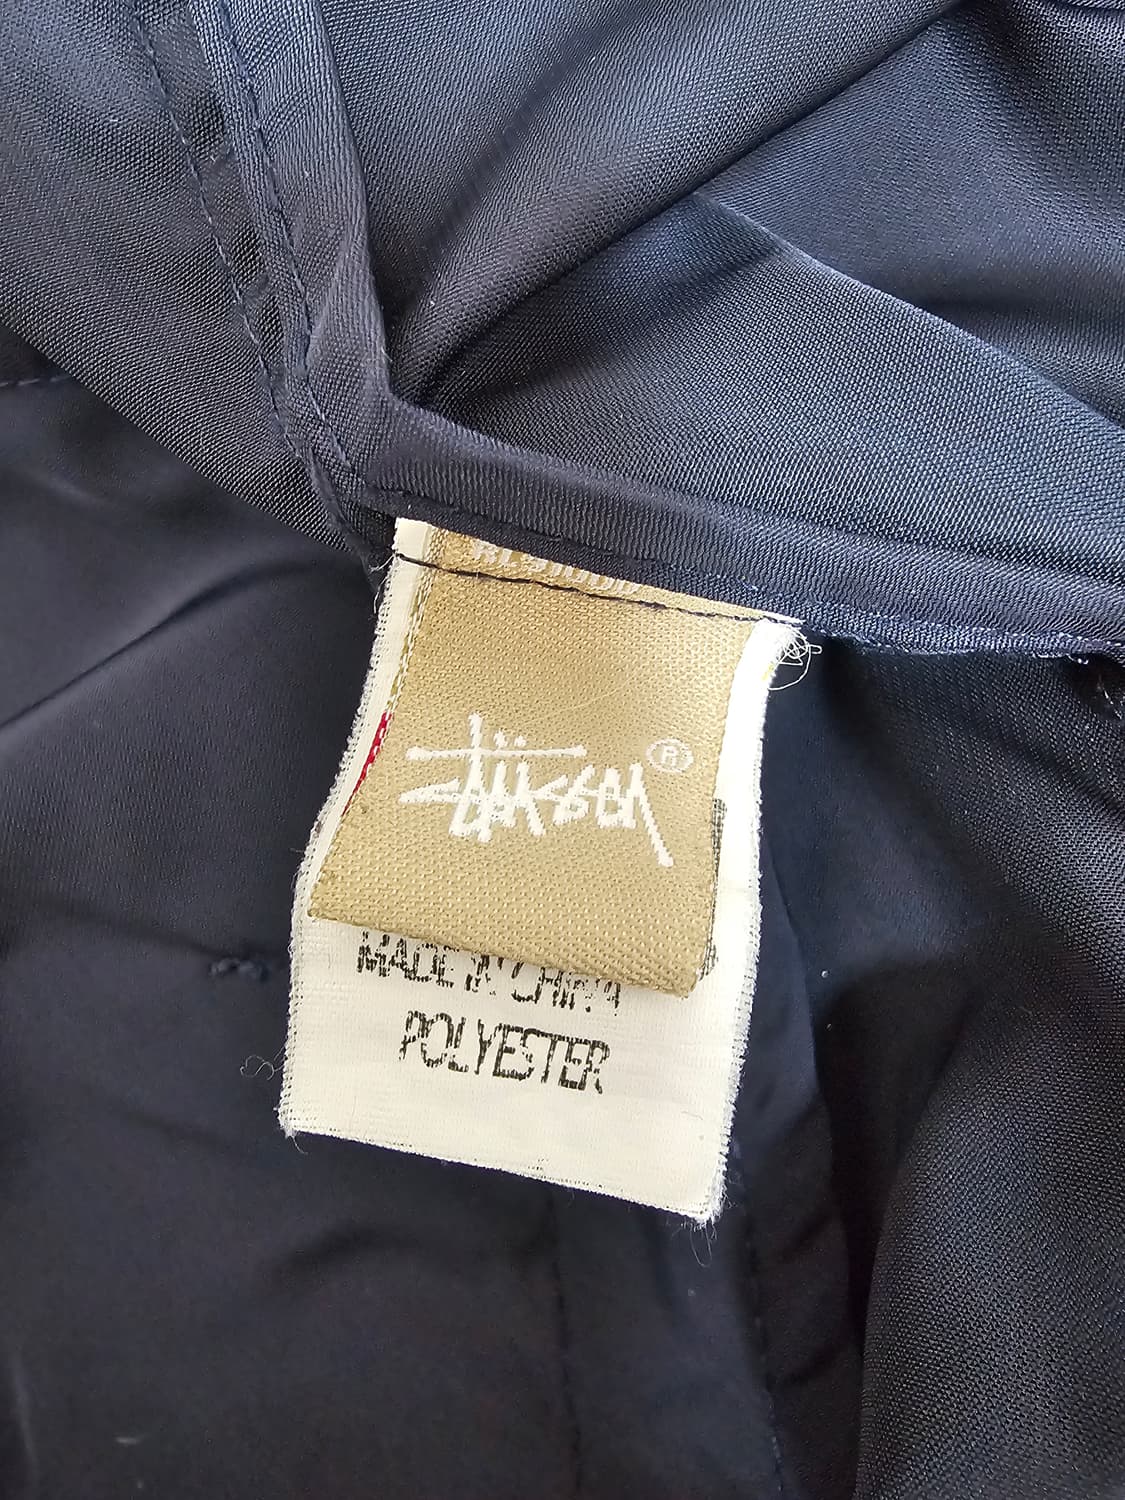 Stüssy ®
MADE IN CHINA
POLYESTER